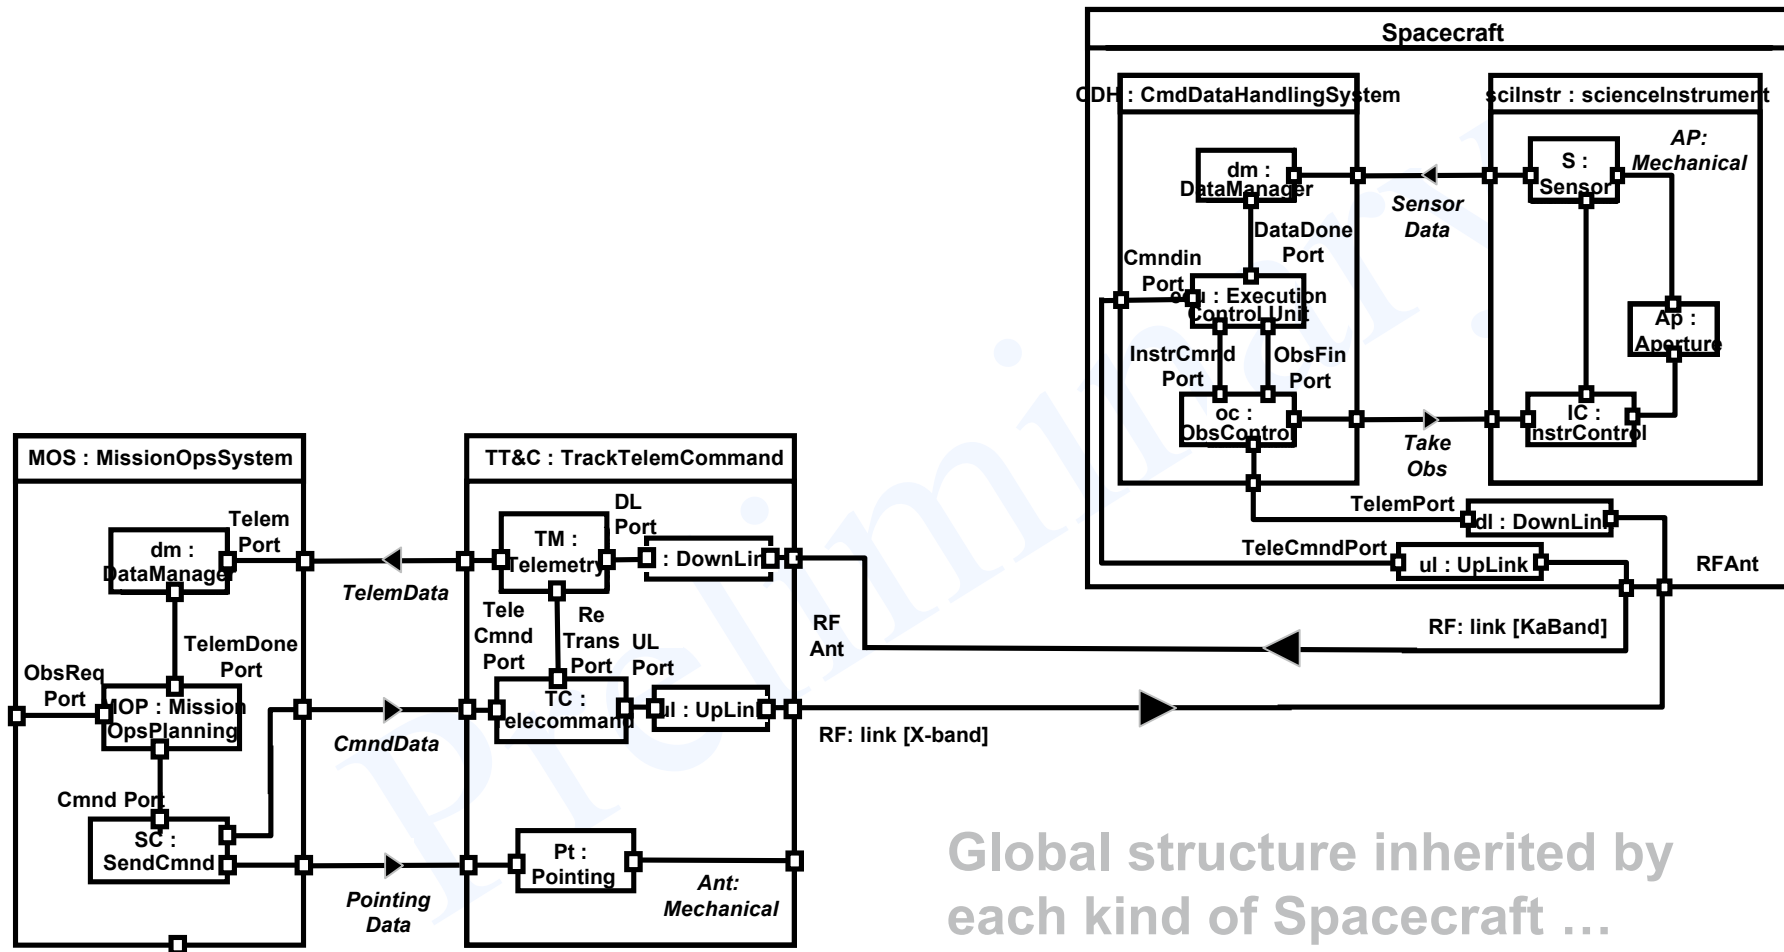 Spacecraft
CDH : CmdDataHandlingSystem
sciInstr : scienceInstrument
dm :
DataManager
S :
Sensor
AP:
Mechanical
Sensor
Data
DataDone
Port
Cmndin
Port
: Execution
Control Unit
Ap :
Aperture
InstrCmnd
Port
ObsFin
Port
oc :
ObsControl
IC :
InstrControl
Take
Obs
TelemPort
dl : DownLink
TeleCmndPort
ul : UpLink
RFAnt
RF: link [KaBand]
MOS : MissionOpsSystem
dm :
DataManager
Telem
Port
TelemData
TelemDone
Port
ObsReq
Port
MOP : Mission
OpsPlanning
CmndData
Cmnd Port
SC :
SendCmnd
Pointing
Data
TT&C : TrackTelemCommand
TM :
Telemetry
DL
Port
: DownLink
Tele
Cmnd
Port
Re
Trans
Port
UL
Port
TC :
Telecommand
ul : UpLink
RF
Ant
RF: link [X-band]
Pt :
Pointing
Ant:
Mechanical
Global structure inherited by
each kind of Spacecraft …
Preliminary